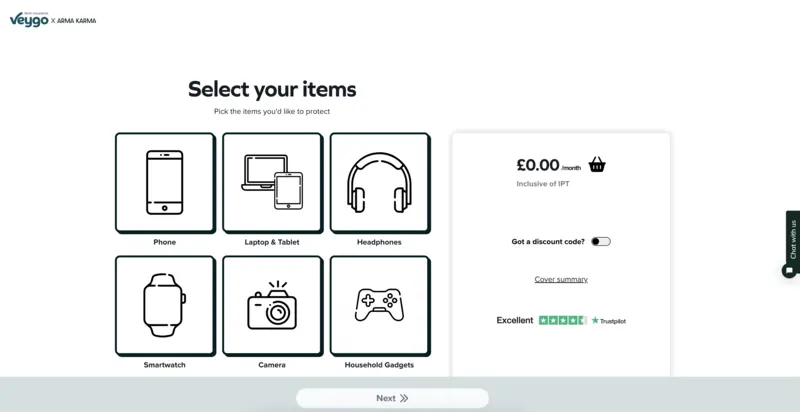 Veygo X ARMA KARMA
Select your items
Pick the items you'd like to protect
Phone
Laptop & Tablet
Headphones
Smartwatch
Camera
Household Gadgets
£0.00 /month
Inclusive of IPT
Got a discount code?
Cover summary
Excellent Trustpilot
Chat with us
Next